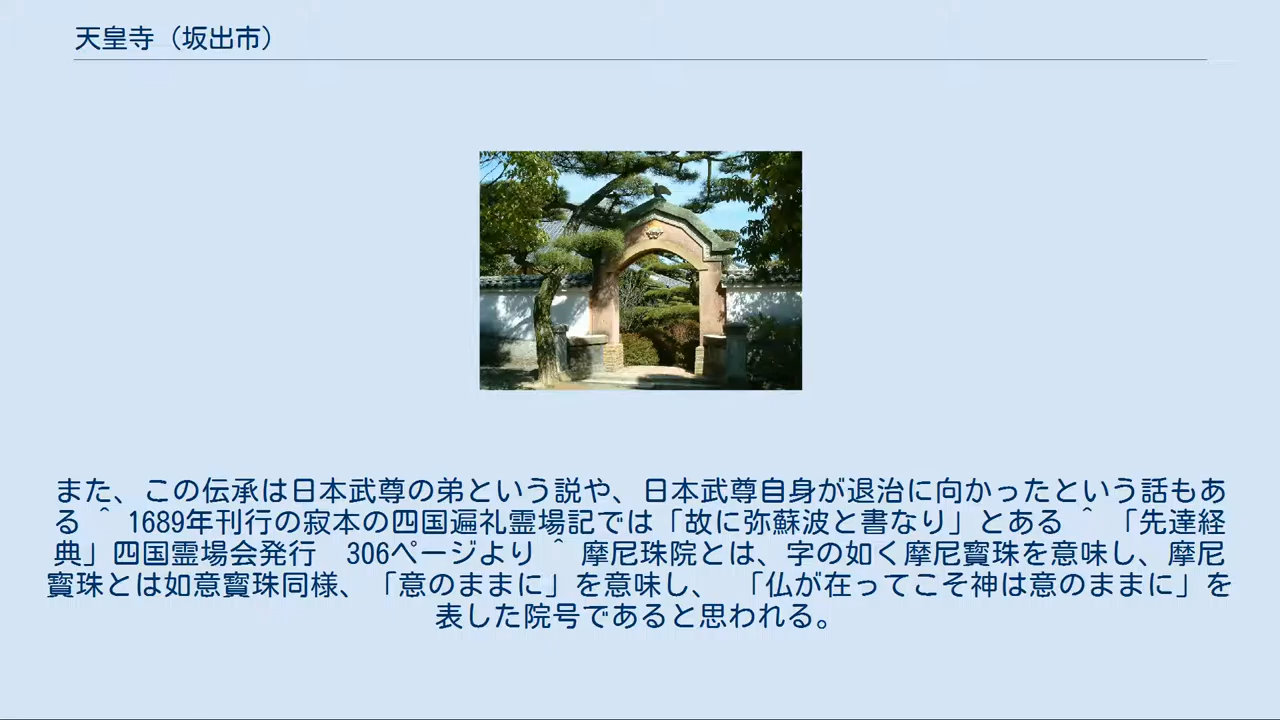 天皇寺（坂出市）
また、この伝承は日本武尊の弟という説や、日本武尊自身が退治に向かったという話もあ
る ＾ 1689年刊行の寂本の四国遍礼霊場記では「故に弥蘇波と書なり」とある ＾ 「先達経
典」四国霊場会発行　306ページより ＾ 摩尼珠院とは、字の如く摩尼寳珠を意味し、摩尼
寳珠とは如意寳珠同様、「意のままに」を意味し、 「仏が在ってこそ神は意のままに」を
表した院号であると思われる。